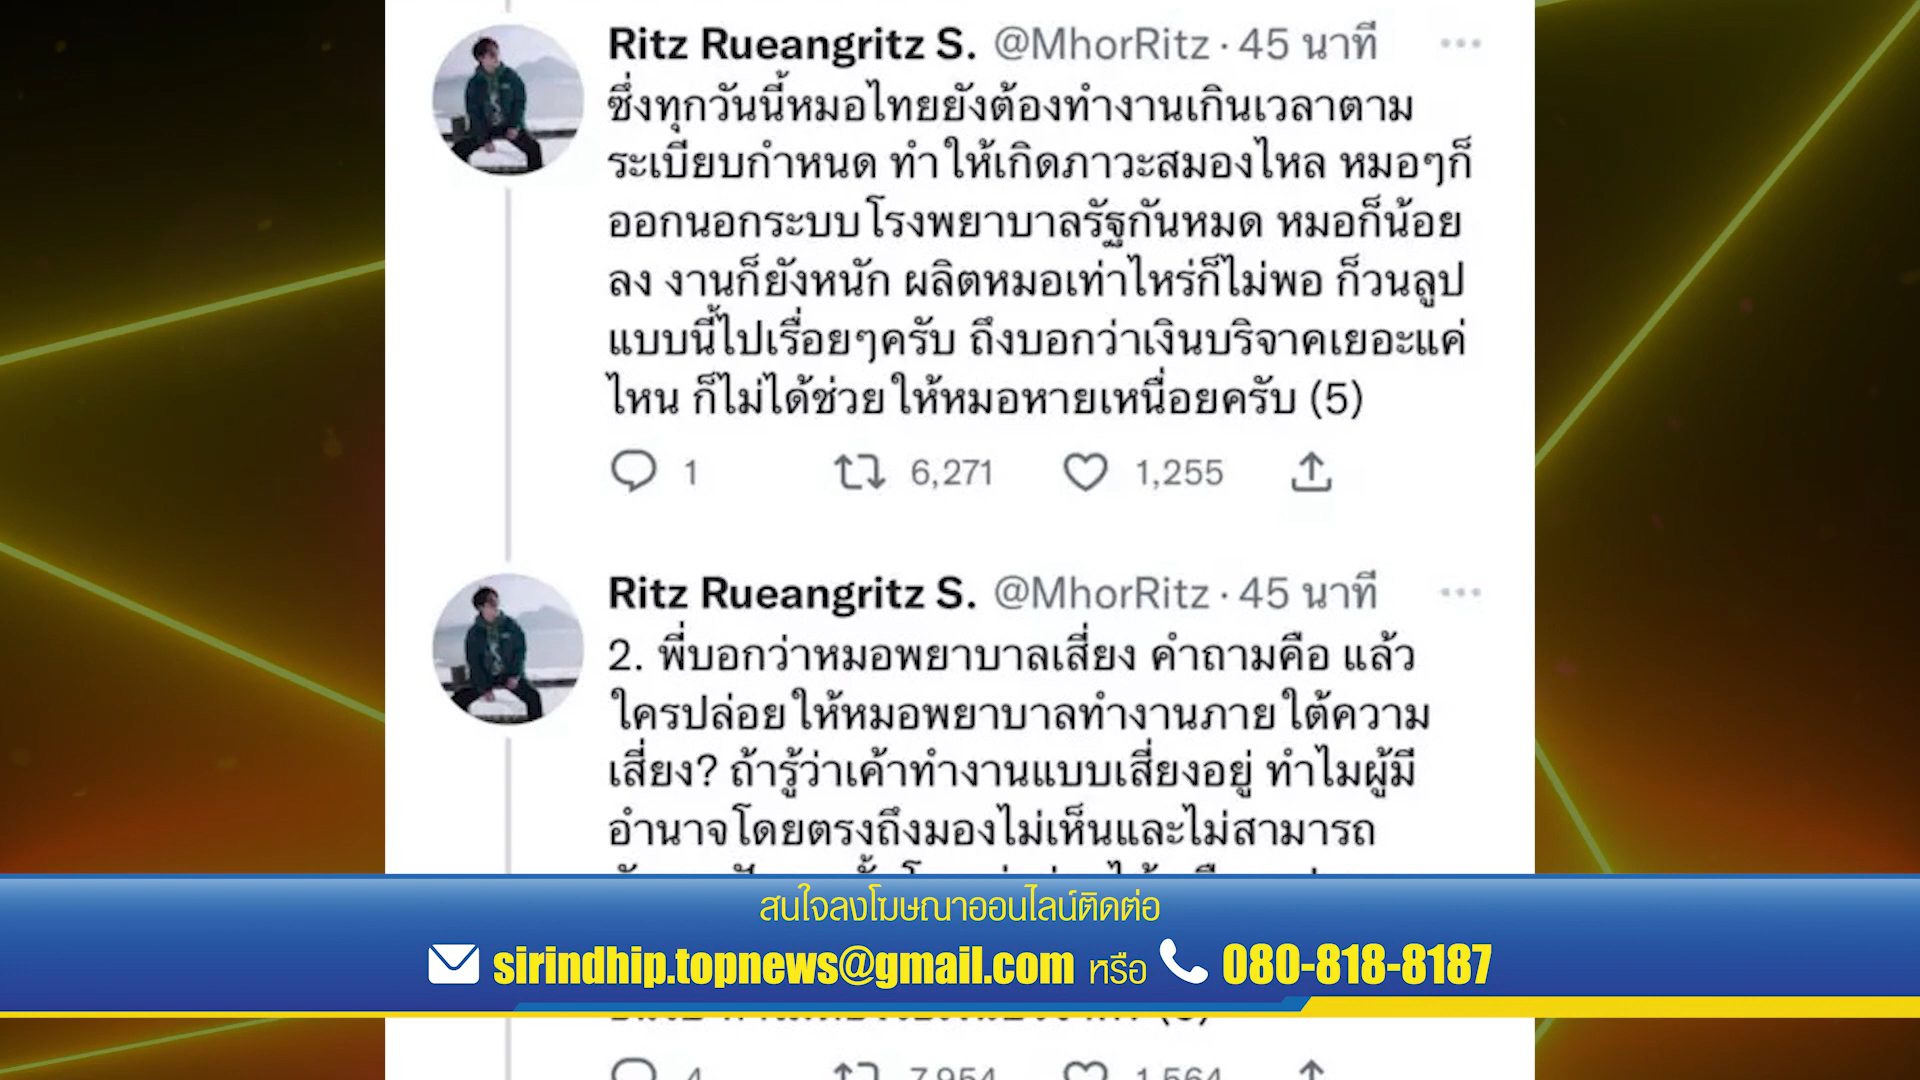 Ritz Rueangritz S. @MhorRitz · 45 นาที
ซึ่งทุกวันนี้หมอไทยยังต้องทำงานเกินเวลาตาม
ระเบียบกำหนด ทำให้เกิดภาวะสมองไหล หมอๆก็
ออกนอกระบบโรงพยาบาลรัฐกันหมด หมอก็น้อย
ลง งานก็ยังหนัก ผลิตหมอเท่าไหร่ก็ไม่พอ ก็วนลูป
แบบนี้ไปเรื่อยๆครับ ถึงบอกว่าเงินบริจาคเยอะแค่
ไหน ก็ไม่ได้ช่วยให้หมอหายเหนื่อยครับ (5)
1 6,271 1,255
Ritz Rueangritz S. @MhorRitz · 45 นาที
2. พี่บอกว่าหมอพยาบาลเสี่ยง คำถามคือ แล้ว
ใครปล่อยให้หมอพยาบาลทำงานภายใต้ความ
เสี่ยง? ถ้ารู้ว่าเค้าทำงานแบบเสี่ยงอยู่ ทำไมผู้มี
อำนาจโดยตรงถึงมองไม่เห็นและไม่สามารถ
สนใจลงโฆษณาออนไลน์ติดต่อ
sirindhip.topnews@gmail.com หรือ 080-818-8187
4 7,954 1,564